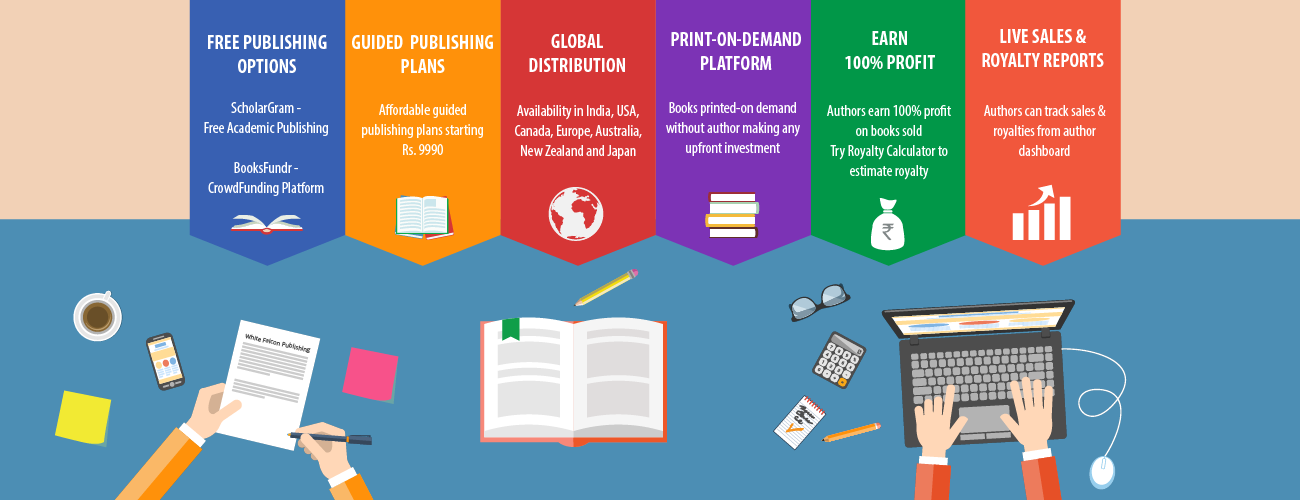 FREE PUBLISHING
OPTIONS
ScholarGram -
Free Academic Publishing
BooksFundr -
CrowdFunding Platform
GUIDED PUBLISHING
PLANS
Affordable guided
publishing plans starting
Rs. 9990
GLOBAL
DISTRIBUTION
Availability in India, USA,
Canada, Europe, Australia,
New Zealand and Japan
PRINT-ON-DEMAND
PLATFORM
Books printed-on demand
without author making any
upfront investment
EARN
100% PROFIT
Authors earn 100% profit
on books sold
Try Royalty Calculator to
estimate royalty
₹
LIVE SALES &
ROYALTY REPORTS
Authors can track sales &
royalties from author
dashboard
White Falcon Publishing